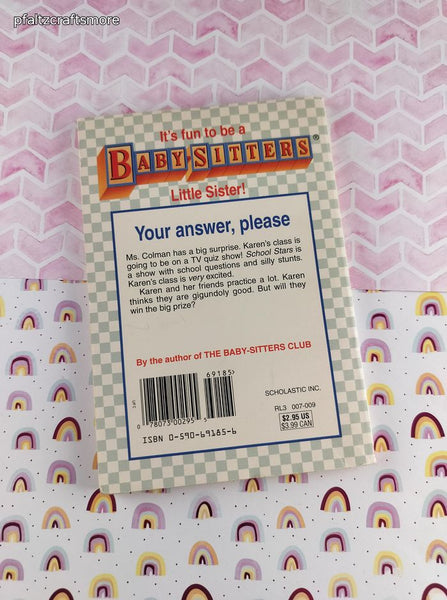 pfaltzcraftsmore
It's fun to be a
BABY-SITTERS®
Little Sister!
Your answer, please
Ms. Colman has a big surprise. Karen's class is
going to be on a TV quiz show! School Stars is
a show with school questions and silly stunts.
Karen's class is very excited.
Karen and her friends practice a lot. Karen
thinks they are gigundoly good. But will they
win the big prize?
By the author of THE BABY-SITTERS CLUB
69185
SCHOLASTIC INC.
RL3 007-009
$2.95 US
$3.99 CAN
0 78073 00295 5
ISBN 0-590-69185-6